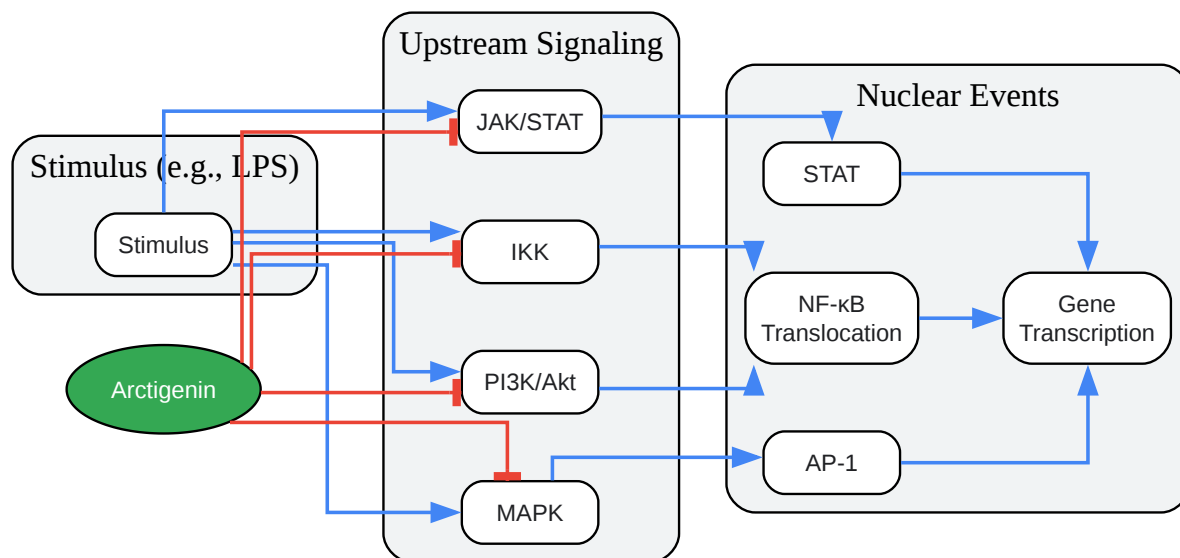 Upstream Signaling
Nuclear Events
Stimulus (e.g., LPS)
JAK/STAT
STAT
Stimulus
IKK
NF-κB
Translocation
Gene
Transcription
Arctigenin
PI3K/Akt
AP-1
MAPK